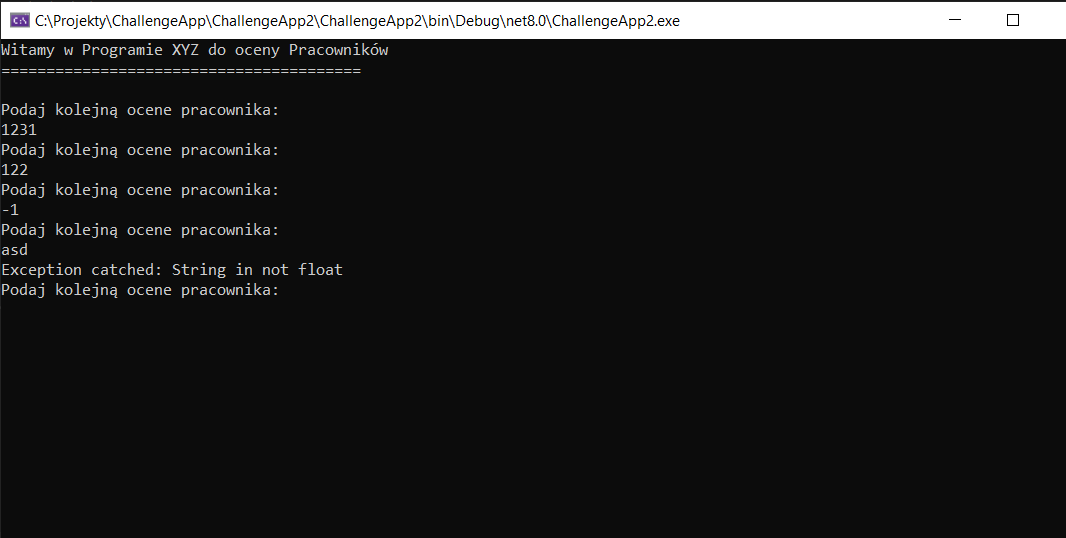 C:\Projekty\ChallengeApp\ChallengeApp2\ChallengeApp2\bin\Debug\net8.0\ChallengeApp2.exe
Witamy w Programie XYZ do oceny Pracowników
========================================
Podaj kolejną ocene pracownika:
1231
Podaj kolejną ocene pracownika:
122
Podaj kolejną ocene pracownika:
-1
Podaj kolejną ocene pracownika:
asd
Exception catched: String in not float
Podaj kolejną ocene pracownika: